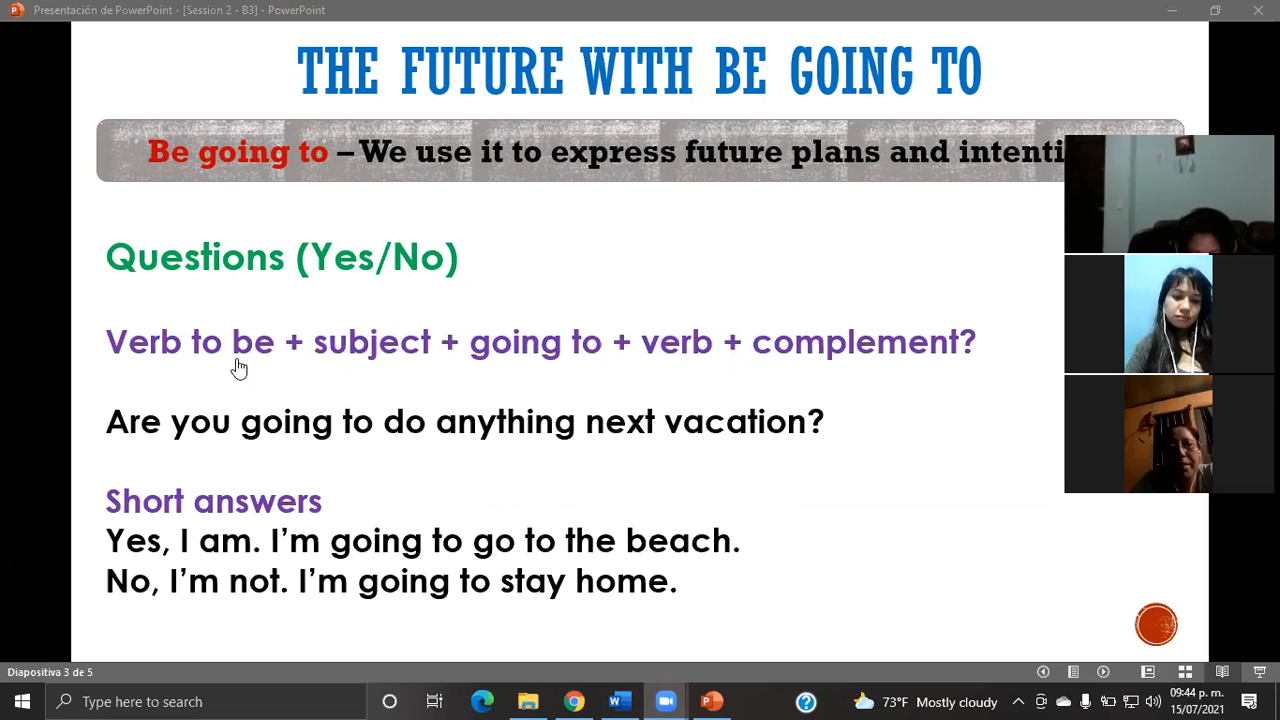 Presentación de PowerPoint - [Session 2 - B3] - PowerPoint
THE FUTURE WITH BE GOING TO
Be going to – We use it to express future plans and intenti
Questions (Yes/No)
Verb to be + subject + going to + verb + complement?
Are you going to do anything next vacation?
Short answers
Yes, I am. I’m going to go to the beach.
No, I’m not. I’m going to stay home.
Diapositiva 3 de 5
Type here to search
73°F Mostly cloudy
09:44 p. m.
15/07/2021